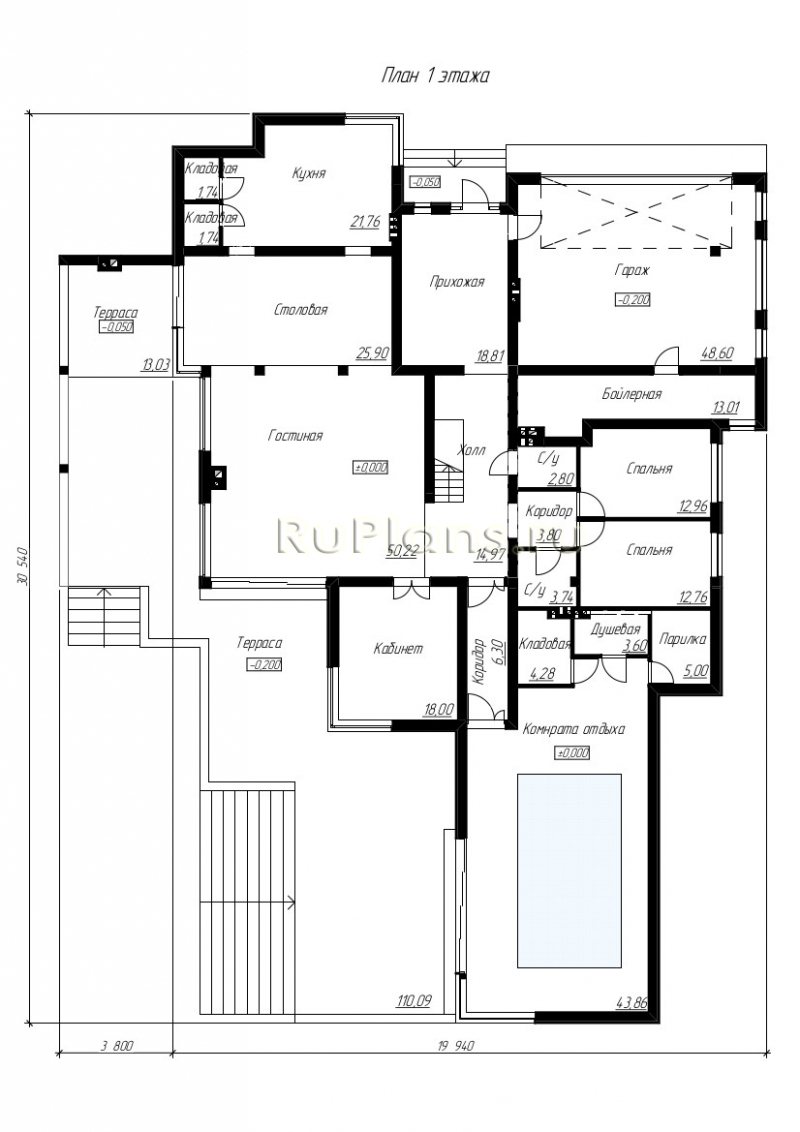 30 540
3 800
19 940
План 1 этажа
Терраса
-0.050
13.03
Кладовая
1.74
Кладовая
1.74
Терраса
-0.200
110.09
Гостиная
±0.000
50.22
Столовая
25.90
Кухня
21.76
Кабинет
18.00
-0.050
Прихожая
18.81
Холл
14.97
Коридор
6.30
RuPlans.ru
Комната отдыха
±0.000
43.86
Кладовая
4.28
С/у
3.74
Коридор
3.80
С/у
2.80
Душевая
3.60
Парилка
5.00
Спальня
12.76
Спальня
12.96
Бойлерная
13.01
Гараж
-0.200
48.60